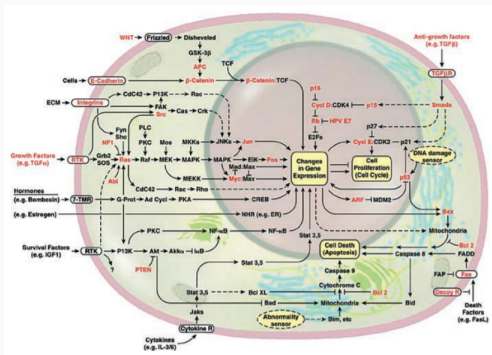 WNT Frizzled Disheveled
GSK-3β
APC
TCF
Cells E-Cadherin β-Catenin β-Catenin:TCF
ECM Integrins CdC42 PI3K Rac
FAK
Src Cas Crk
Fyn
Shc
NF1
PLC
PKC Mos
MKKs JNKs Jun
Growth Factors
(e.g. TGFα)
RTK
Grb2
SOS
Ras Raf MEK MAPK MAPK Elk Fos
Abl
MEKK
Mad:Max
Myc:Max
CdC42 Rac Rho
Hormones
(e.g. Bombesin)
7-TMR G-Prot Ad Cycl PKA CREB
(e.g. Estrogen) NHR (e.g. ER)
Survival Factors
(e.g. IGF1)
RTK
PKC NF-κB NF-κB
PI3K AM Akkα IκB
PTEN
?
Stat 3,5
Stat 3,5
Stat 3,5 Bcl XL
Jaks
Cytokine R
Cytokines
(e.g. IL-3/6)
Changes
in Gene
Expression
p16
Cycl D:CDK4 p15
Rb HPV E7
E2Fs
Anti-growth factors
(e.g. TGFβ)
TGFβR
Smads
p27
Cycl E:CDK2 p21
Cell
Proliferation
(Cell Cycle)
DNA damage
sensor
p53
ARF MDM2
Bax
Mitochondria
Bcl 2
Cell Death
(Apoptosis)
Caspase 8 FADD
Caspase 9
FAP Fas
Cytochrome C
Bcl 2
Decoy R
Bad Mitochondria Bid
Abnormality
sensor
Bim, etc
Death
Factors
(e.g. FasL)